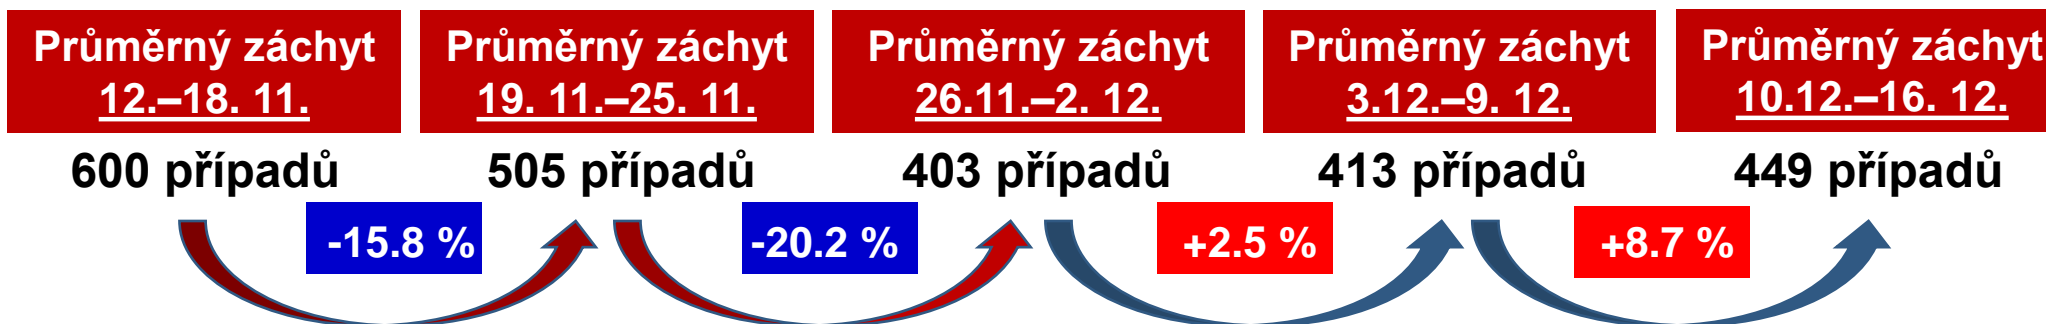 Průměrný záchyt
12.–18. 11.
Průměrný záchyt
19. 11.–25. 11.
Průměrný záchyt
26.11.–2. 12.
Průměrný záchyt
3.12.–9. 12.
Průměrný záchyt
10.12.–16. 12.
600 případů
505 případů
403 případů
413 případů
449 případů
-15.8 %
-20.2 %
+2.5 %
+8.7 %